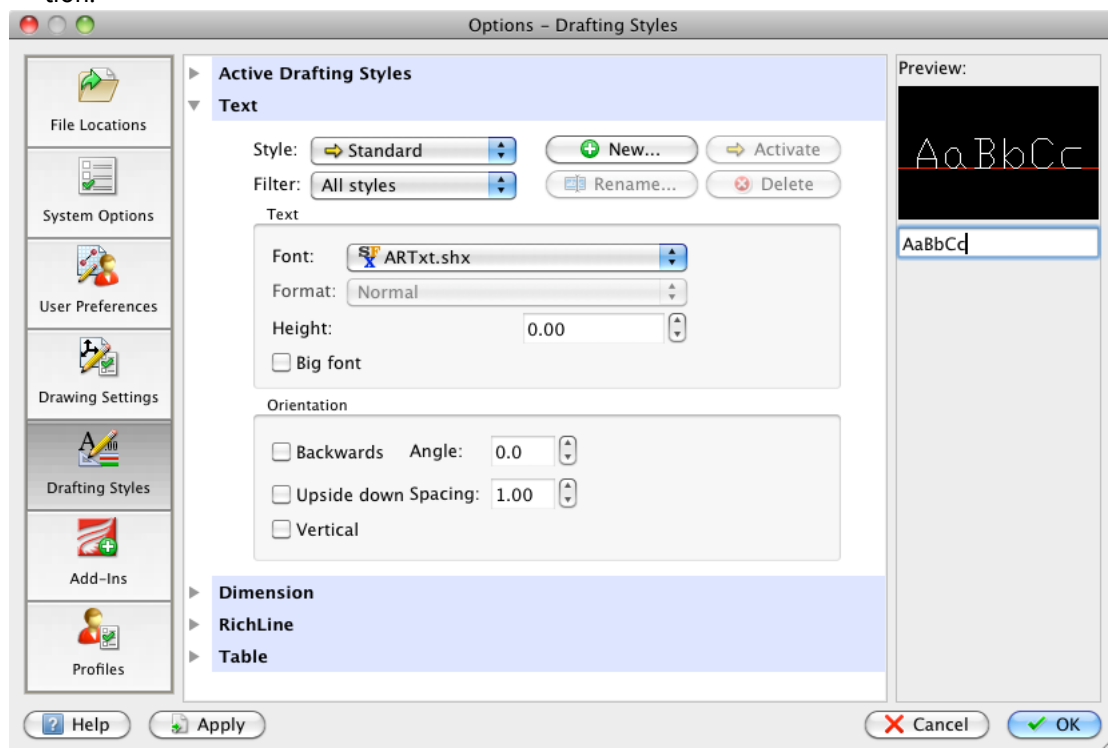 tion.
Options – Drafting Styles
File Locations
System Options
User Preferences
Drawing Settings
Drafting Styles
Add-Ins
Profiles
Active Drafting Styles
Text
Style: Standard New... Activate
Filter: All styles Rename... Delete
Text
Font: ARTxt.shx
Format: Normal
Height: 0.00
Big font
Orientation
Backwards Angle: 0.0
Upside down Spacing: 1.00
Vertical
Dimension
RichLine
Table
Preview:
AaBbCc
AaBbCc
Help Apply Cancel OK